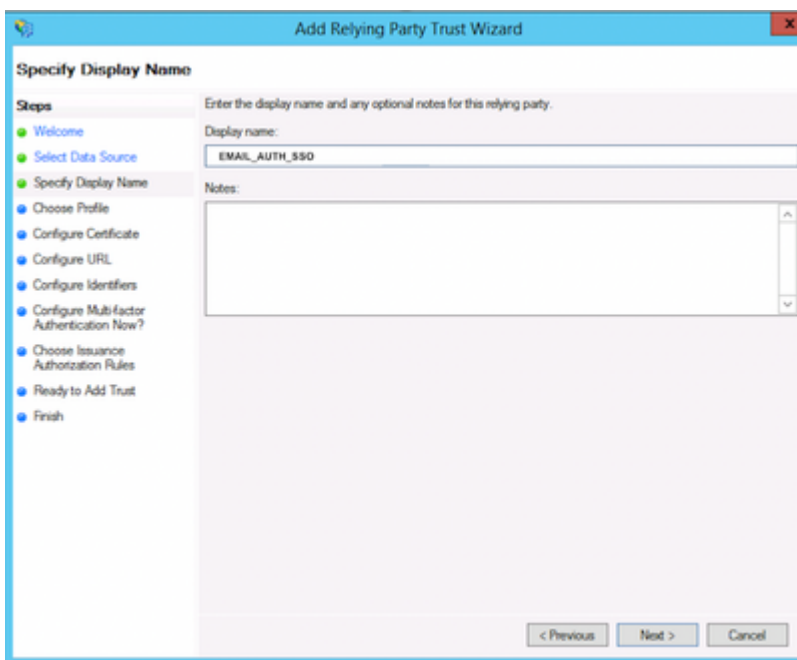 Add Relying Party Trust Wizard
x
Specify Display Name
Steps
Welcome
Select Data Source
Specify Display Name
Choose Profile
Configure Certificate
Configure URL
Configure Identifiers
Configure Multi-factor
Authentication Now?
Choose Issuance
Authorization Rules
Ready to Add Trust
Finish
Enter the display name and any optional notes for this relying party.
Display name:
EMAIL_AUTH_SSO
Notes:
< Previous
Next >
Cancel